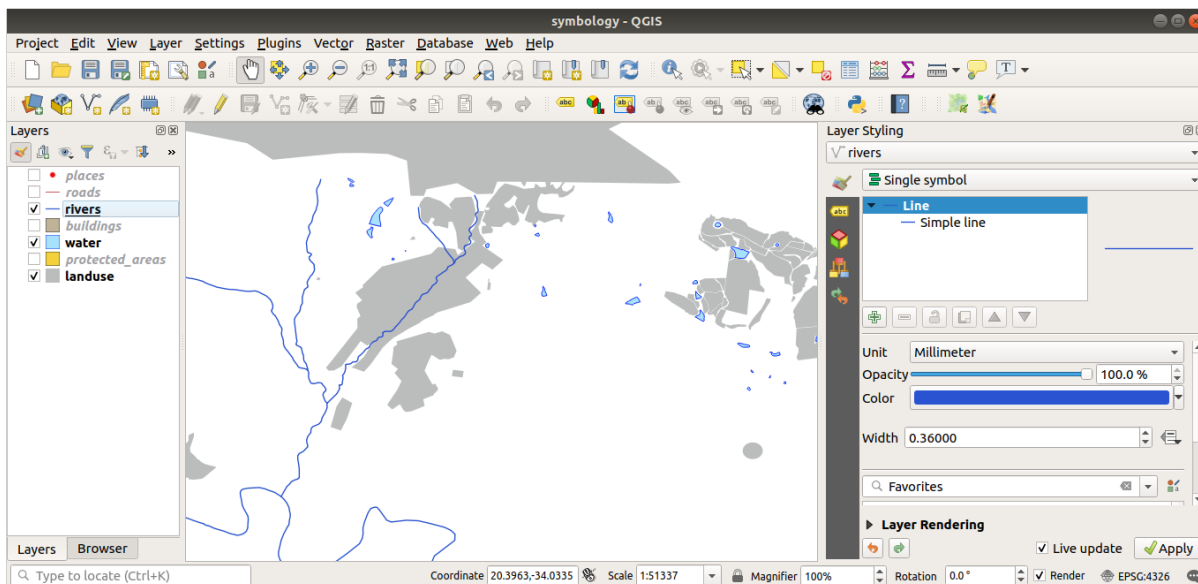 symbology - QGIS
Project Edit View Layer Settings Plugins Vector Raster Database Web Help
Layers
places
roads
rivers
buildings
water
protected_areas
landuse
Layers Browser
Layer Styling
rivers
Single symbol
Line
Simple line
Unit Millimeter
Opacity 100.0 %
Color
Width 0.36000
Favorites
Layer Rendering
Live update Apply
Type to locate (Ctrl+K) Coordinate 20.3963,-34.0335 Scale 1:51337 Magnifier 100% Rotation 0.0° Render EPSG:4326